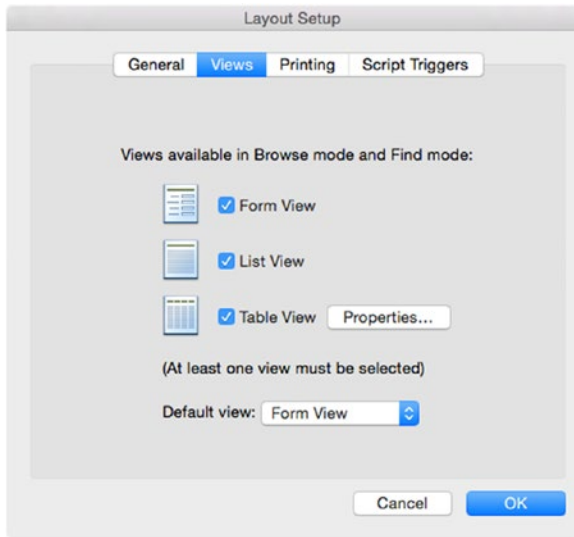 Layout Setup
General Views Printing Script Triggers
Views available in Browse mode and Find mode:
Form View
List View
Table View Properties...
(At least one view must be selected)
Default view: Form View
Cancel OK